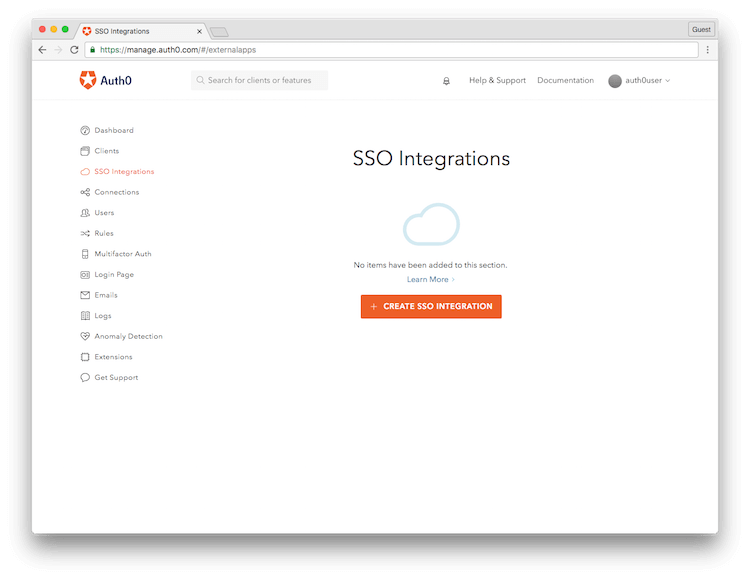 SSO Integrations
Guest
https://manage.auth0.com/#/externalapps
Auth0
Search for clients or features
Help & Support
Documentation
auth0user
Dashboard
Clients
SSO Integrations
Connections
Users
Rules
Multifactor Auth
Login Page
Emails
Logs
Anomaly Detection
Extensions
Get Support
SSO Integrations
No items have been added to this section.
Learn More >
+ CREATE SSO INTEGRATION